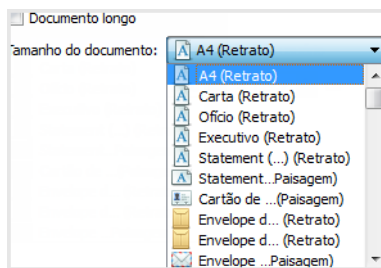 Documento longo
Tamanho do documento: A4 (Retrato)
A4 (Retrato)
Carta (Retrato)
Ofício (Retrato)
Executivo (Retrato)
Statement (...) (Retrato)
Statement...Paisagem)
Cartão de ...(Paisagem)
Envelope d... (Retrato)
Envelope d... (Retrato)
Envelope ...Paisagem)